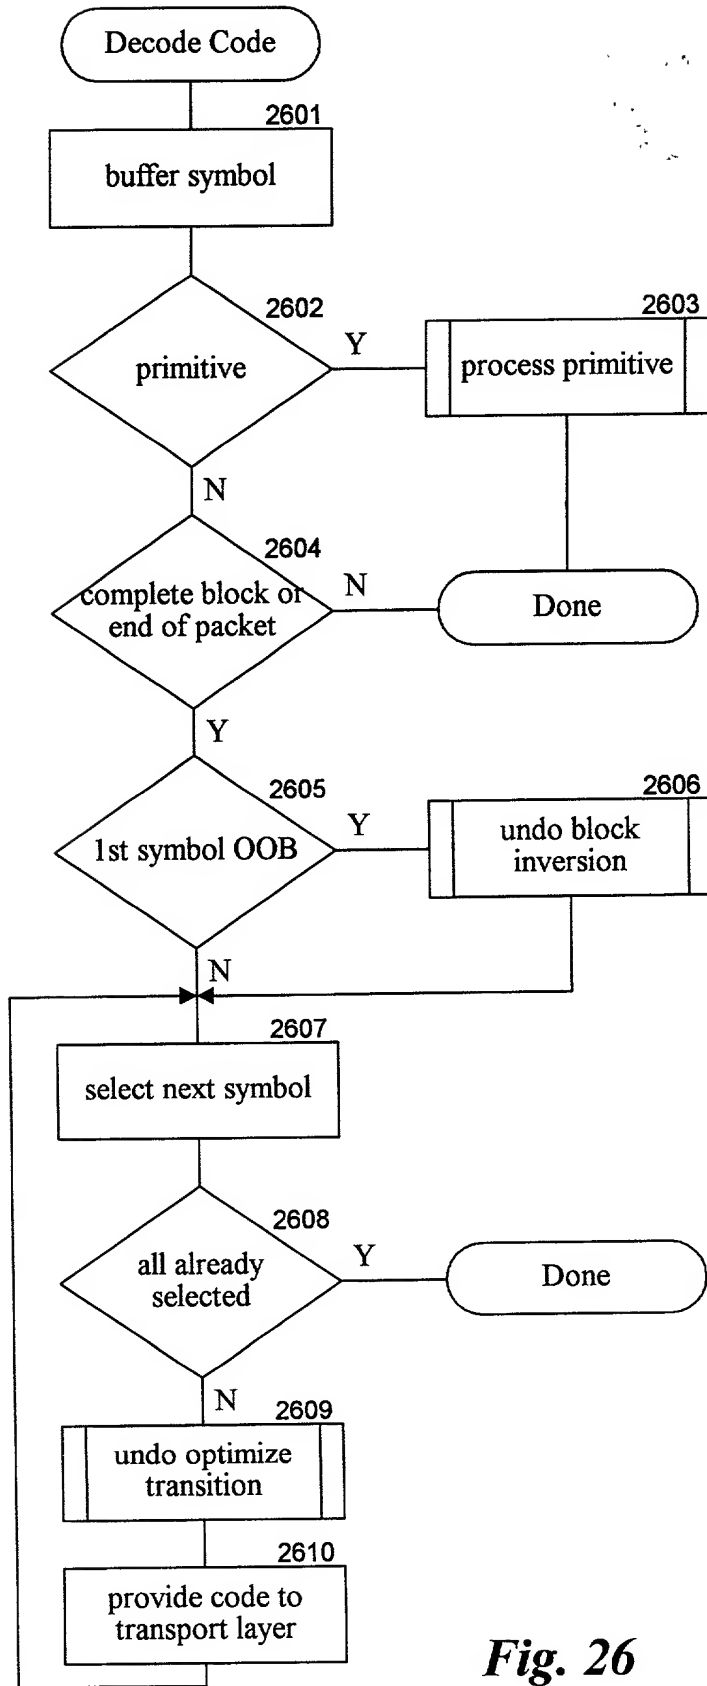 Decode Code
2601
buffer symbol
2602
primitive
Y
2603
process primitive
N
2604
complete block or
end of packet
N
Done
Y
2605
1st symbol OOB
Y
2606
undo block
inversion
N
2607
select next symbol
2608
all already
selected
Y
Done
N
2609
undo optimize
transition
2610
provide code to
transport layer
Fig. 26